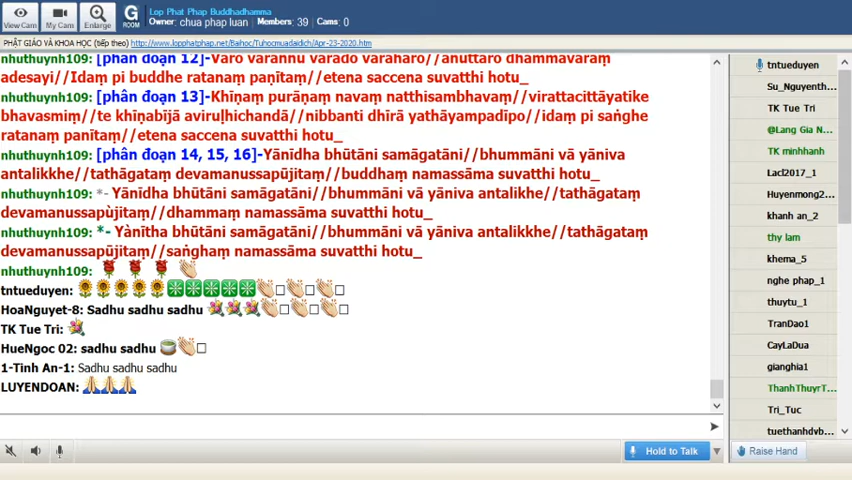 View Cam
My Cam
Enlarge
G
ROOM
Lop Phat Phap Buddhadhamma
Owner: chua phap luan Members: 39 Cams: 0
PHẬT GIÁO VÀ KHOA HỌC (tiếp theo) http://www.lopphatphap.net/Baihoc/Tuhocmuadaidich/Apr-23-2020.htm
nhuthuynh109: [phân đoạn 12]-Varo varaññū varado varāharo//anuttaro dhammavaraṃ
adesayi//Idaṃ pi buddhe ratanaṃ paṇītaṃ//etena saccena suvatthi hotu_
nhuthuynh109: [phân đoạn 13]-Khīṇaṃ purāṇaṃ navaṃ natthisambhavaṃ//virattacittāyatike
bhavasmiṃ//te khīṇabījā aviruḷhichandā//nibbanti dhīrā yathāyampadīpo//idaṃ pi saṅghe
ratanaṃ panītaṃ//etena saccena suvatthi hotu_
nhuthuynh109: [phân đoạn 14, 15, 16]-Yānīdha bhūtāni samāgatāni//bhummāni vā yāniva
antalikkhe//tathāgataṃ devamanussapūjitaṃ//buddhaṃ namassāma suvatthi hotu_
nhuthuynh109: *- Yānīdha bhūtāni samāgatāni//bhummāni vā yāniva antalikhe//tathāgataṃ
devamanussapùjitaṃ//dhammaṃ namassāma suvatthi hotu_
nhuthuynh109: *- Yànītha bhūtāni samāgatāni//bhummāni vā yāniva antalikkhe//tathāgataṃ
devamanussapūjitaṃ//saṅghaṃ namassāma suvatthi hotu_
nhuthuynh109: 🌹 🌹 🌹 👏
tntueduyen: 🌻🌻🌻🌻🌻❇❇❇❇❇👏□ 👏□ 👏□
HoaNguyet-8: Sadhu sadhu sadhu 💐💐💐👏□ 👏□ 👏□
TK Tue Tri: 💐
HueNgoc 02: sadhu sadhu 🍵👏□
1-Tinh An-1: Sadhu sadhu sadhu
LUYENDOAN: 🙏🙏🙏
Hold to Talk
tntueduyen
Su_Nguyenth...
TK Tue Tri
@Lang Gia N...
TK minhhanh
Lacl2017_1
Huyenmong2...
khanh an_2
thy lam
khema_5
nghe phap_1
thuytu_1
TranDao1
CayLaDua
gianghia1
ThanhThuyrT...
Tri_Tuc
tuethanhdvb...
Raise Hand